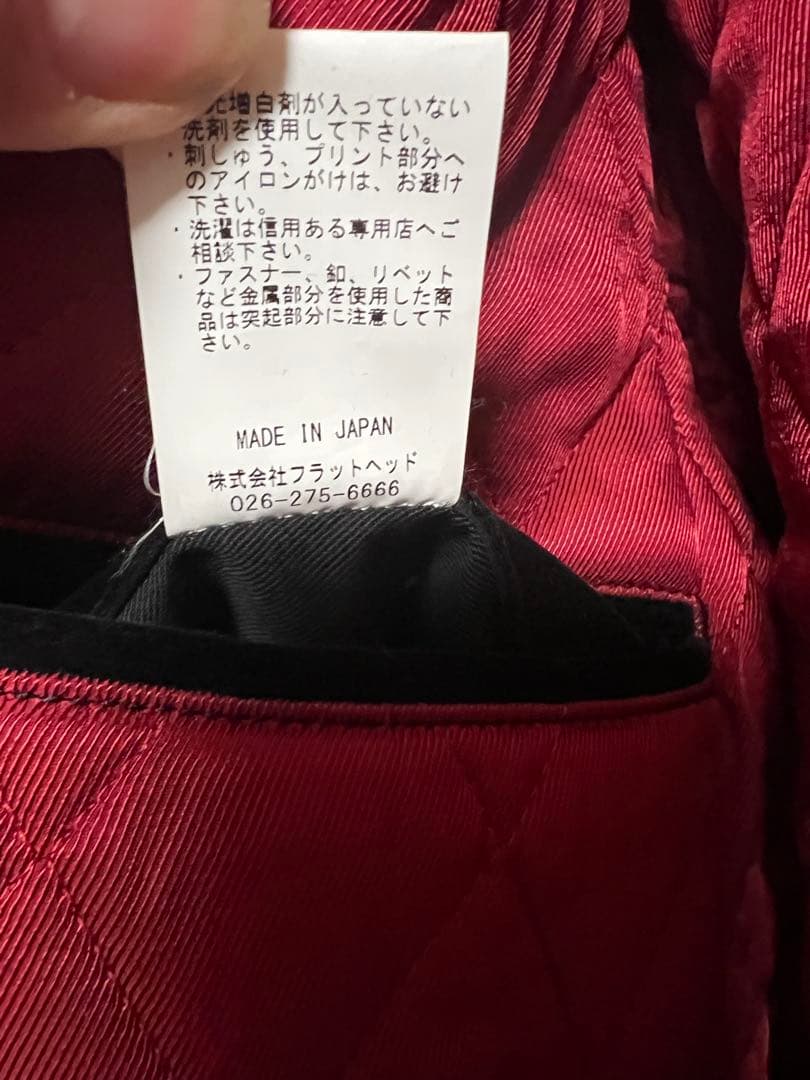 光増白剤が入っていない
洗剤を使用して下さい。
・刺しゅう、プリント部分へ
のアイロンがけは、お避け
下さい。
・洗濯は信用ある専用店へご
相談下さい。
・ファスナー、釦、リベット
など金属部分を使用した商
品は突起部分に注意して下
さい。
MADE IN JAPAN
株式会社フラットヘッド
026-275-6666